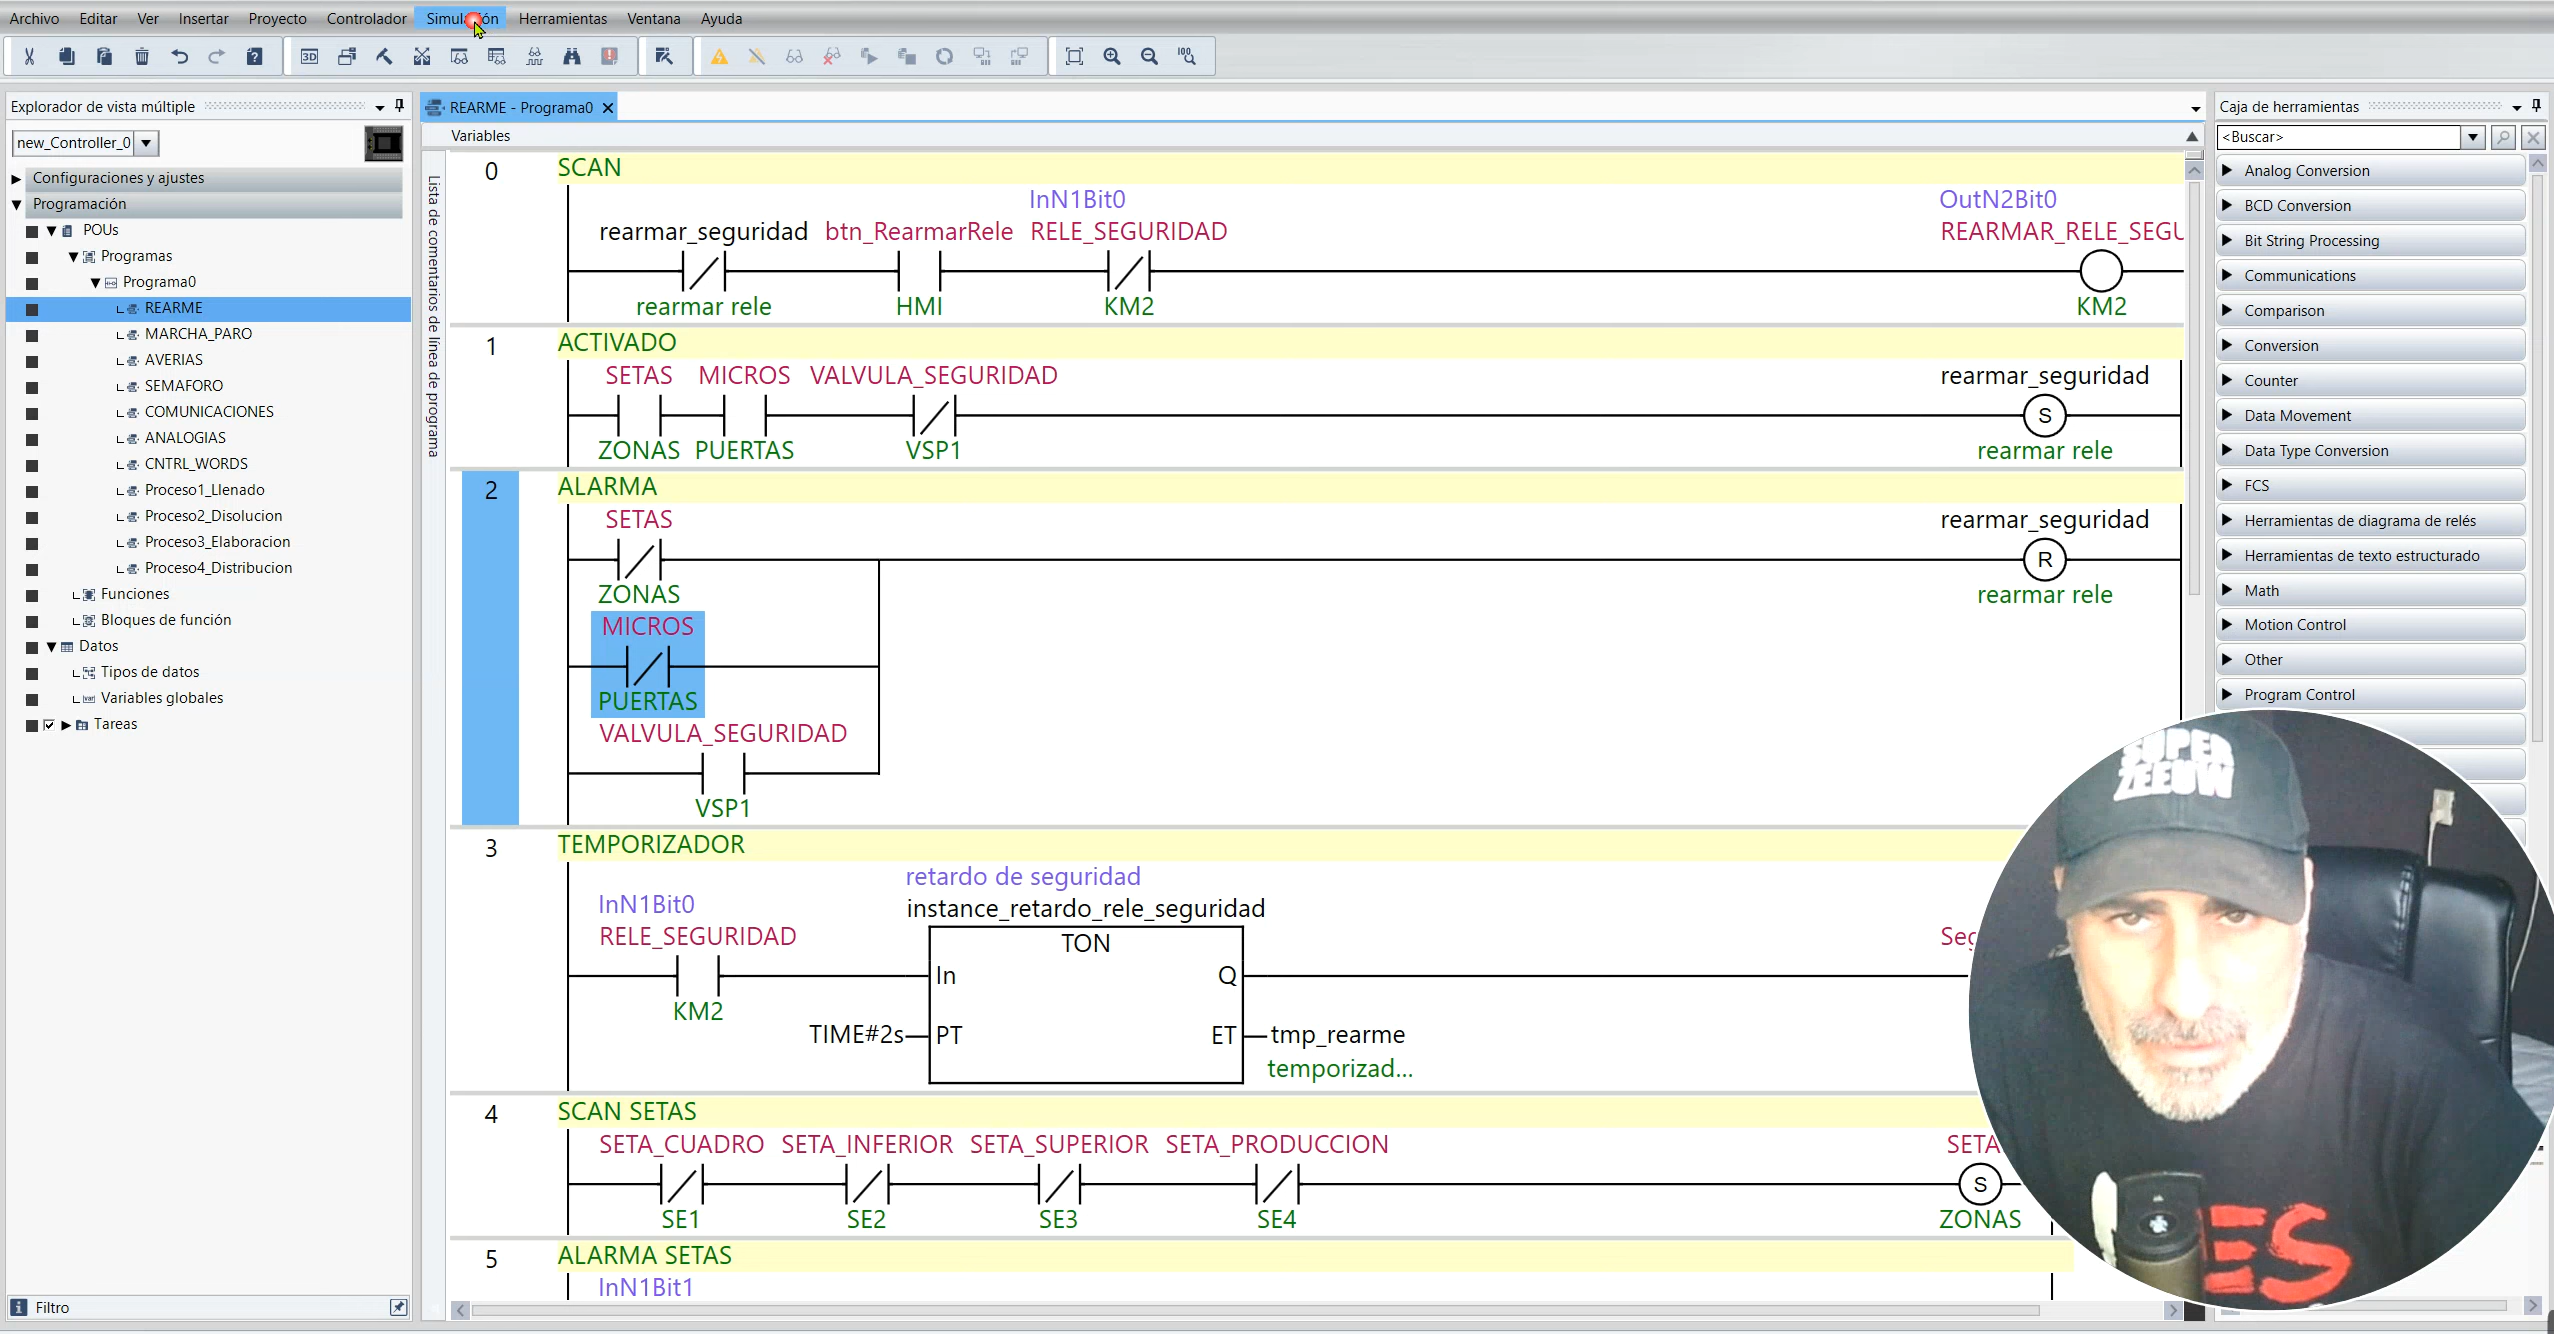 Archivo Editar Ver Insertar Proyecto Controlador Simulación Herramientas Ventana Ayuda
Explorador de vista múltiple
new_Controller_0
Configuraciones y ajustes
Programación
POUs
Programas
Programa0
REARME
MARCHA_PARO
AVERIAS
SEMAFORO
COMUNICACIONES
ANALOGIAS
CNTRL_WORDS
Proceso1_Llenado
Proceso2_Disolucion
Proceso3_Elaboracion
Proceso4_Distribucion
Funciones
Bloques de función
Datos
Tipos de datos
Variables globales
Tareas
Filtro
REARME - Programa0
Variables
Lista de comentarios de línea de programa
0 SCAN
InN1Bit0 OutN2Bit0
rearmar_seguridad btn_RearmarRele RELE_SEGURIDAD REARMAR_RELE_SEGU
rearmar rele HMI KM2 KM2
1 ACTIVADO
SETAS MICROS VALVULA_SEGURIDAD rearmar_seguridad
S
ZONAS PUERTAS VSP1 rearmar rele
2 ALARMA
SETAS rearmar_seguridad
R
ZONAS rearmar rele
MICROS
PUERTAS
VALVULA_SEGURIDAD
VSP1
3 TEMPORIZADOR
retardo de seguridad
InN1Bit0 instance_retardo_rele_seguridad
RELE_SEGURIDAD TON Seg
In Q
KM2
TIME#2s PT ET tmp_rearme
temporizad...
4 SCAN SETAS
SETA_CUADRO SETA_INFERIOR SETA_SUPERIOR SETA_PRODUCCION SETA
S
SE1 SE2 SE3 SE4 ZONAS
5 ALARMA SETAS
InN1Bit1
Caja de herramientas
<Buscar>
Analog Conversion
BCD Conversion
Bit String Processing
Communications
Comparison
Conversion
Counter
Data Movement
Data Type Conversion
FCS
Herramientas de diagrama de relés
Herramientas de texto estructurado
Math
Motion Control
Other
Program Control
SUPER
ZEEUW
ES
3D
100